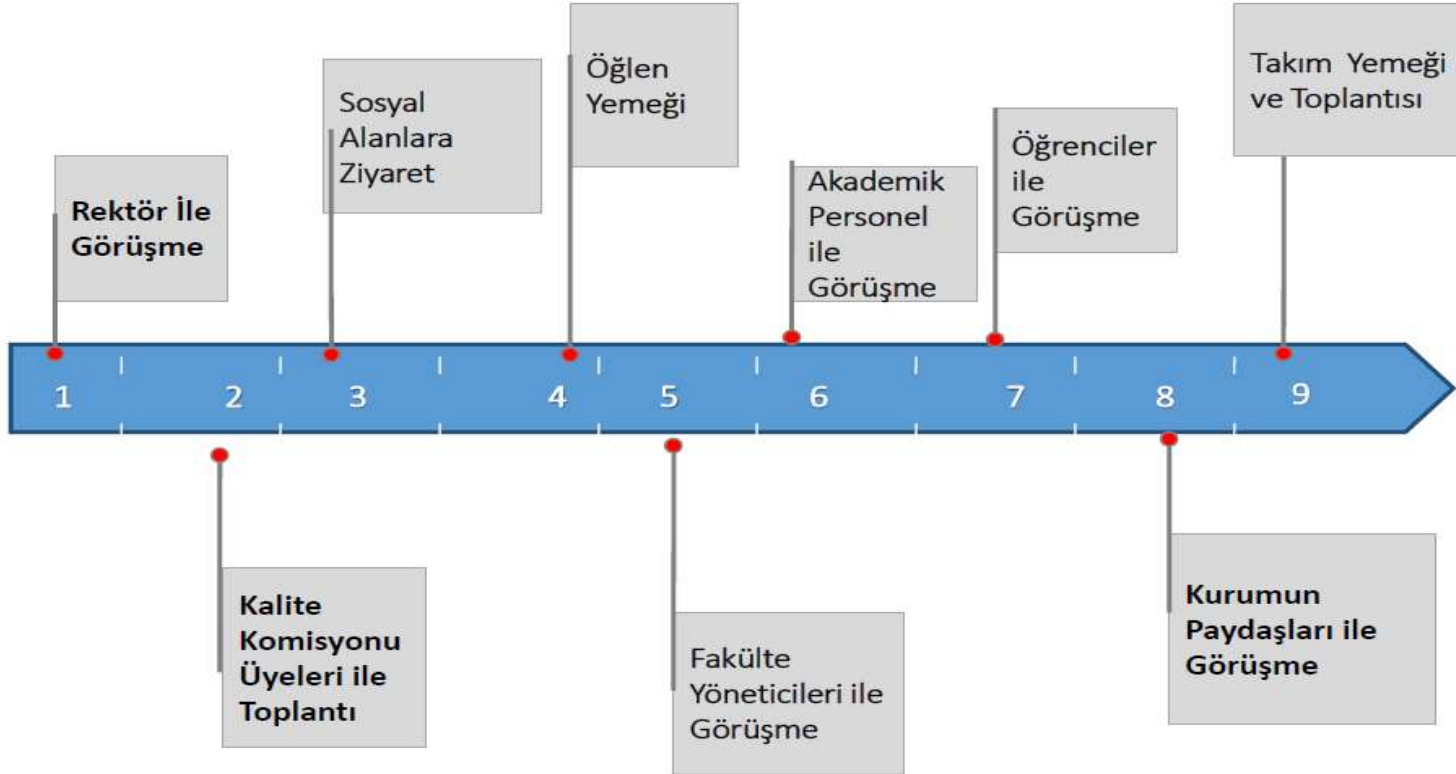 Rektör İle
Görüşme
Sosyal
Alanlara
Ziyaret
Öğlen
Yemeği
Akademik
Personel
ile
Görüşme
Öğrenciler
ile
Görüşme
Takım Yemeği
ve Toplantısı
1 2 3 4 5 6 7 8 9
Kalite
Komisyonu
Üyeleri ile
Toplantı
Fakülte
Yöneticileri ile
Görüşme
Kurumun
Paydaşları ile
Görüşme